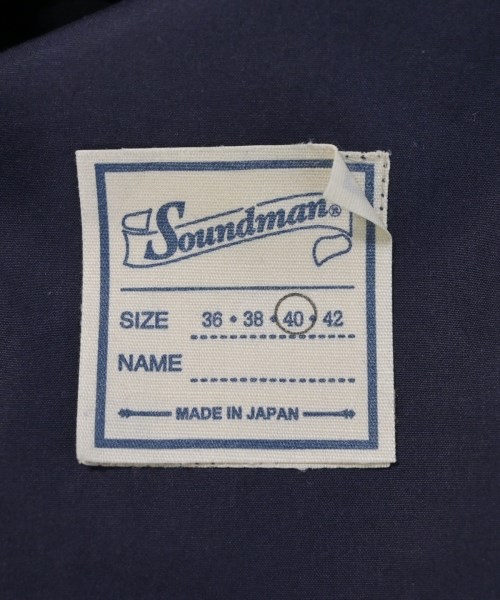 Soundman®
SIZE 36 • 38 • 40 • 42
NAME
MADE IN JAPAN